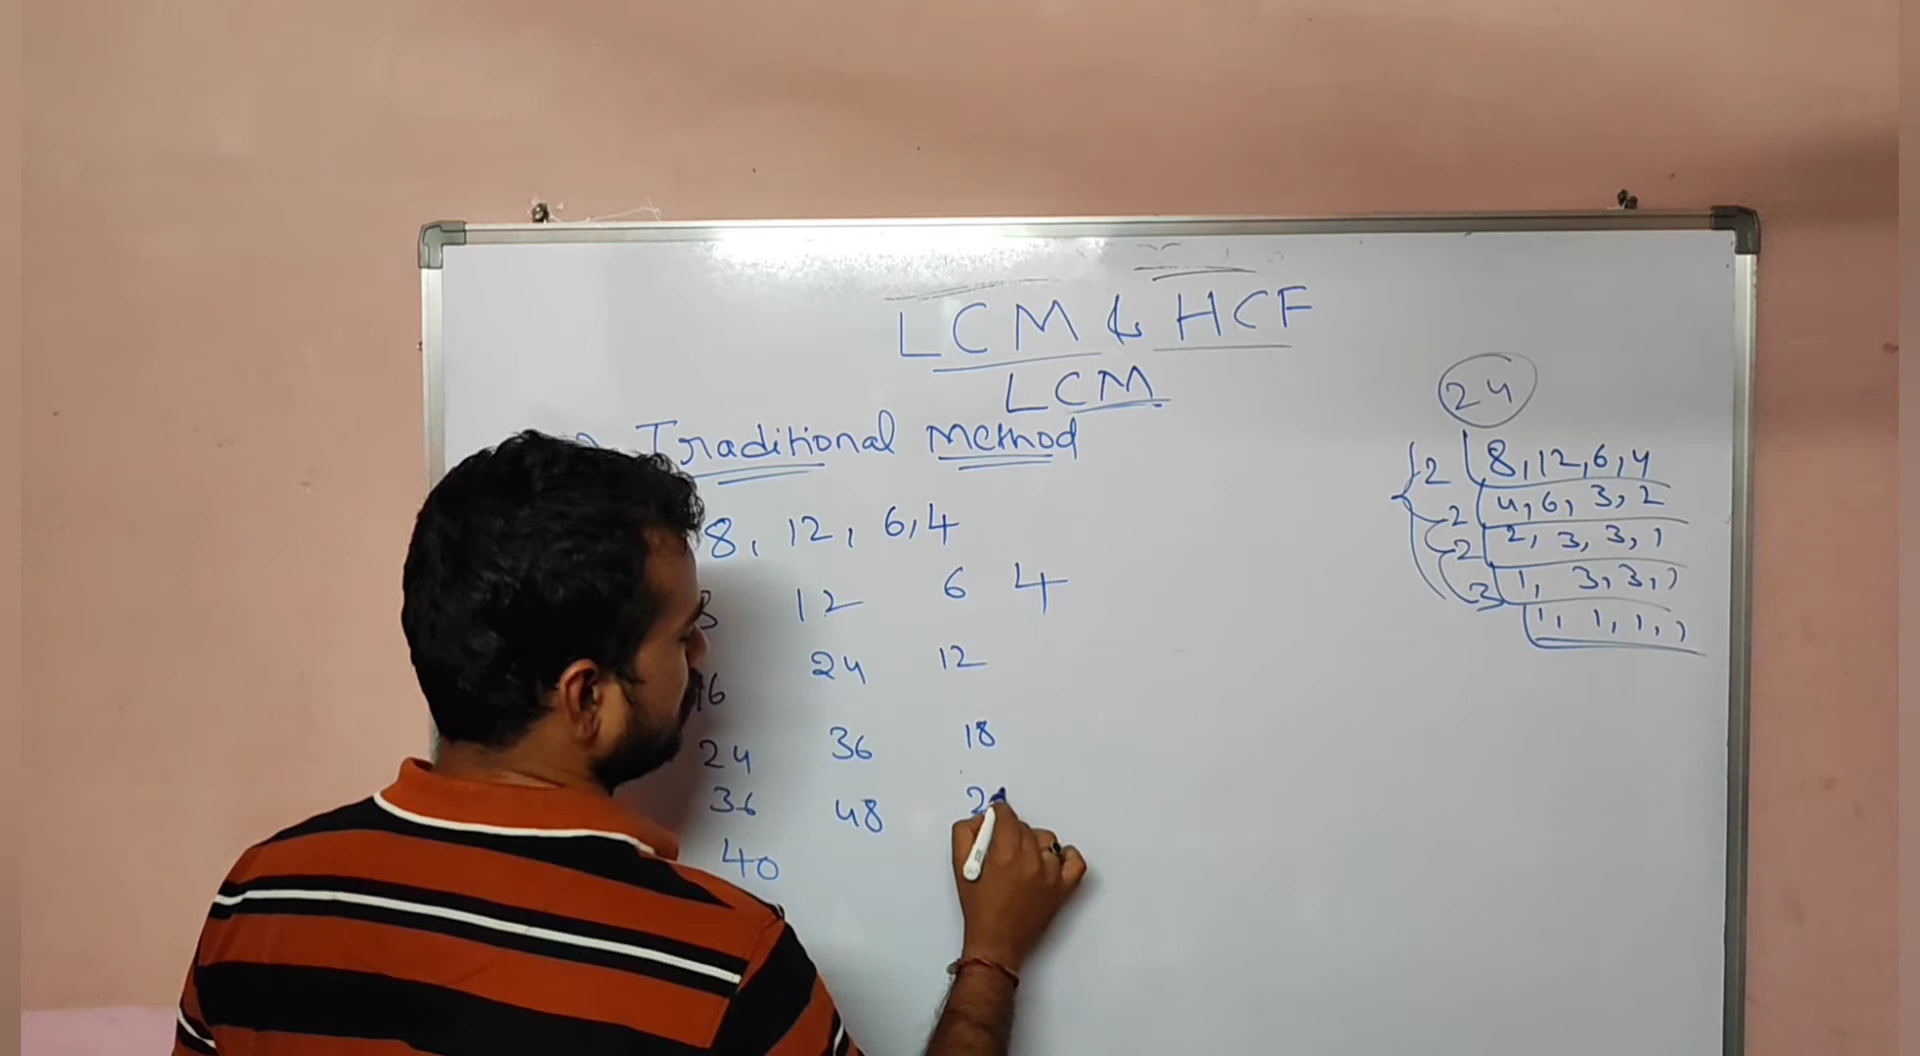 LCM & HCF
LCM
Traditional Method
8, 12, 6, 4
8 12 6 4
16 24 12
24 36 18
36 48
40
24
2 8, 12, 6, 4
2 4, 6, 3, 2
2 2, 3, 3, 1
3 1, 3, 3, 1
1, 1, 1, 1